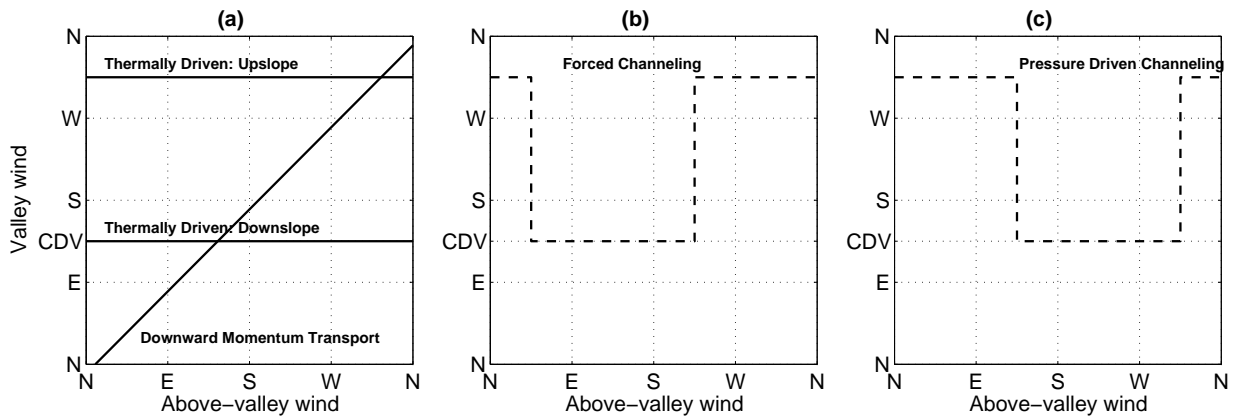 (a)
N
W
S
CDV
E
N
Valley wind
Thermally Driven: Upslope
Thermally Driven: Downslope
Downward Momentum Transport
N E S W N
Above−valley wind
(b)
N
W
S
CDV
E
N
Forced Channeling
N E S W N
Above−valley wind
(c)
N
W
S
CDV
E
N
Pressure Driven Channeling
N E S W N
Above−valley wind